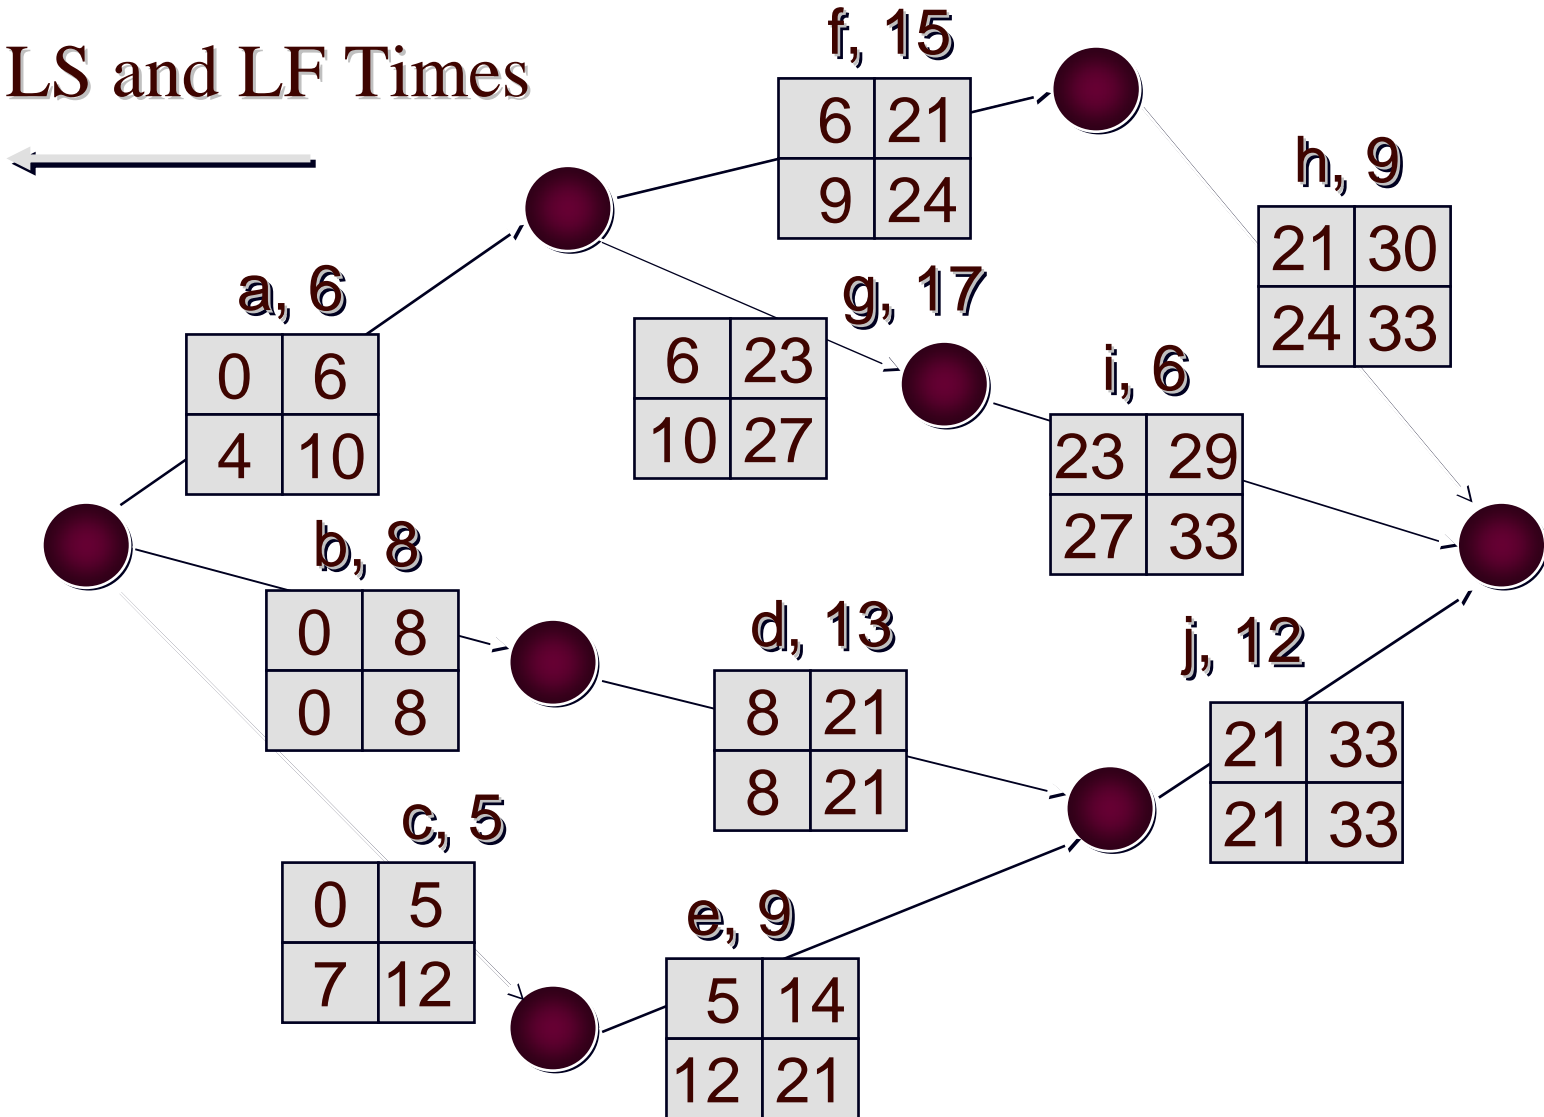 LS and LF Times
f, 15
6 21
9 24
h, 9
21 30
24 33
a, 6
0 6
4 10
g, 17
6 23
10 27
i, 6
23 29
27 33
b, 8
0 8
0 8
d, 13
8 21
8 21
j, 12
21 33
21 33
c, 5
0 5
7 12
e, 9
5 14
12 21